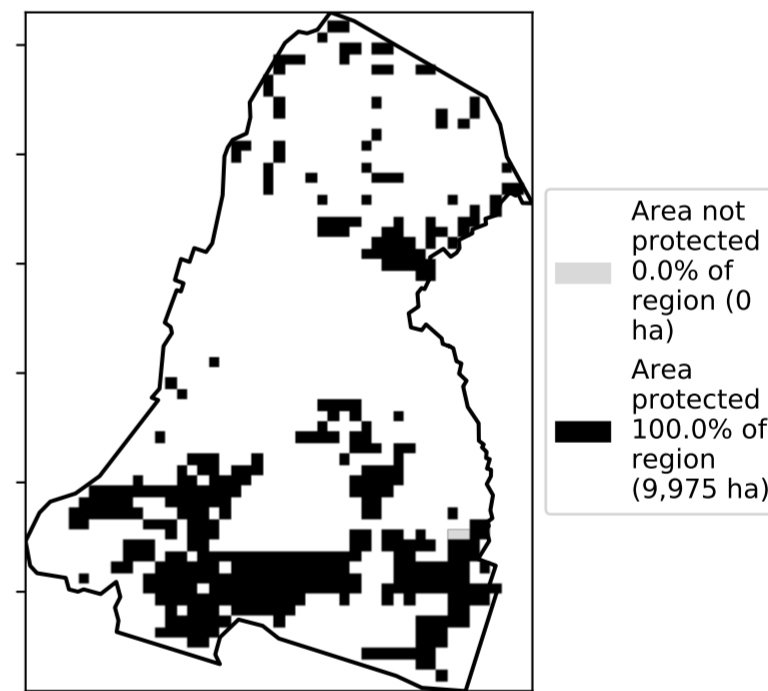 Area not
protected
0.0% of
region (0
ha)
Area
protected
100.0% of
region
(9,975 ha)